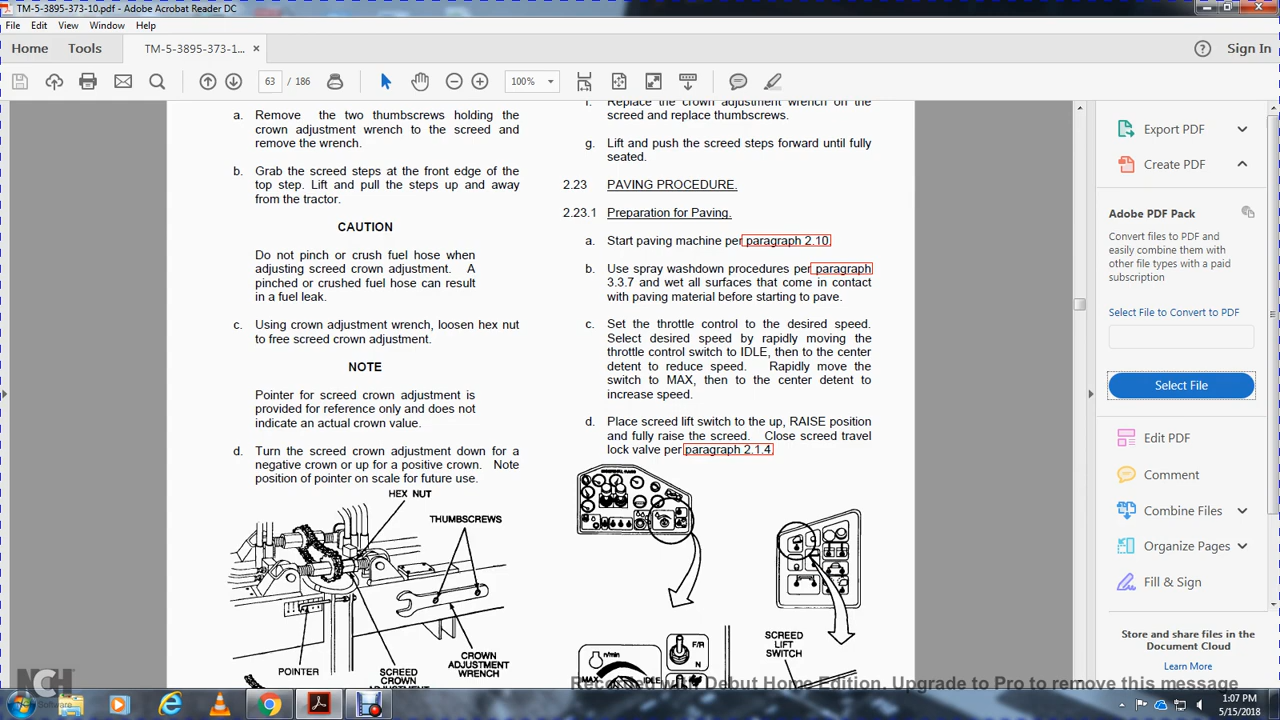 TM-5-3895-373-10.pdf - Adobe Acrobat Reader DC
File Edit View Window Help
Home Tools TM-5-3895-373-1... × Sign In
63 / 186 100%
a. Remove the two thumbscrews holding the
crown adjustment wrench to the screed and
remove the wrench.
b. Grab the screed steps at the front edge of the
top step. Lift and pull the steps up and away
from the tractor.
CAUTION
Do not pinch or crush fuel hose when
adjusting screed crown adjustment. A
pinched or crushed fuel hose can result
in a fuel leak.
c. Using crown adjustment wrench, loosen hex nut
to free screed crown adjustment.
NOTE
Pointer for screed crown adjustment is
provided for reference only and does not
indicate an actual crown value.
d. Turn the screed crown adjustment down for a
negative crown or up for a positive crown. Note
position of pointer on scale for future use.
HEX NUT
THUMBSCREWS
POINTER
SCREED
CROWN
ADJUSTMENT
CROWN
ADJUSTMENT
WRENCH
f. Replace the crown adjustment wrench on the
screed and replace thumbscrews.
g. Lift and push the screed steps forward until fully
seated.
2.23 PAVING PROCEDURE.
2.23.1 Preparation for Paving.
a. Start paving machine per paragraph 2.10
b. Use spray washdown procedures per paragraph
3.3.7 and wet all surfaces that come in contact
with paving material before starting to pave.
c. Set the throttle control to the desired speed.
Select desired speed by rapidly moving the
throttle control switch to IDLE, then to the center
detent to reduce speed. Rapidly move the
switch to MAX, then to the center detent to
increase speed.
d. Place screed lift switch to the up, RAISE position
and fully raise the screed. Close screed travel
lock valve per paragraph 2.1.4
SCREED
LIFT
SWITCH
n/min
MAX IDLE
F/R
N
Export PDF
Create PDF
Adobe PDF Pack
Convert files to PDF and
easily combine them with
other file types with a paid
subscription
Select File to Convert to PDF
Select File
Edit PDF
Comment
Combine Files
Organize Pages
Fill & Sign
Store and share files in the
Document Cloud
Learn More
NCH
Software
Debut Home Edition. Upgrade to Pro to remove this message
1:07 PM
5/15/2018